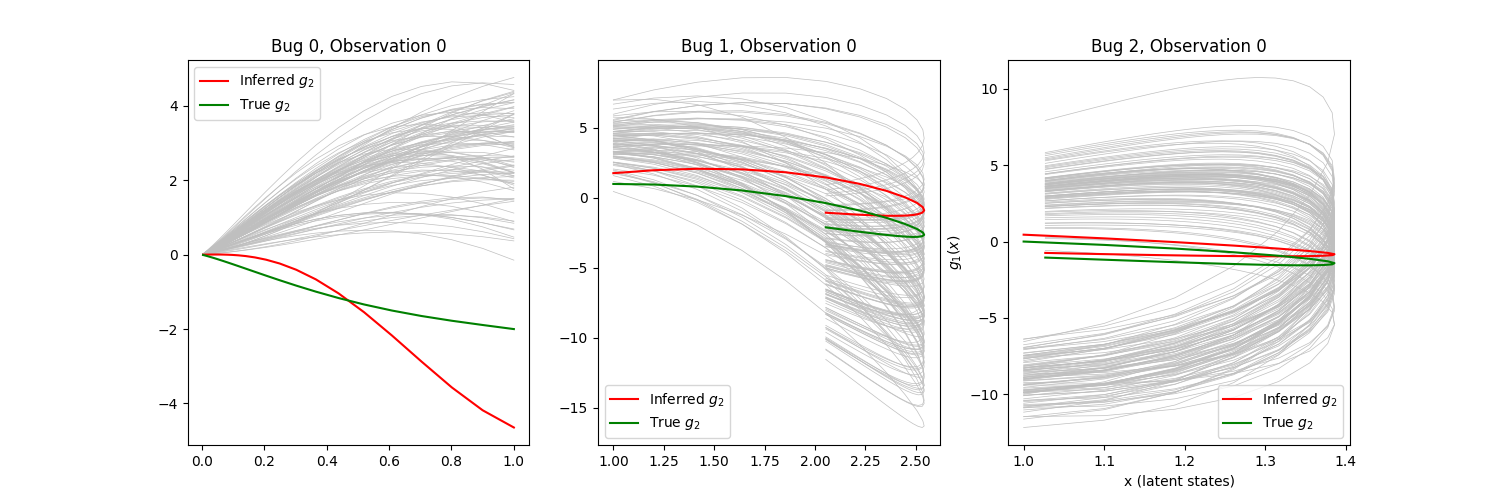 Bug 0, Observation 0
Inferred g₂
True g₂
4
2
0
−2
−4
0.0 0.2 0.4 0.6 0.8 1.0
Bug 1, Observation 0
5
0
−5
−10
−15
Inferred g₂
True g₂
1.00 1.25 1.50 1.75 2.00 2.25 2.50
Bug 2, Observation 0
g₁(x)
10
5
0
−5
−10
Inferred g₂
True g₂
1.0 1.1 1.2 1.3 1.4
x (latent states)